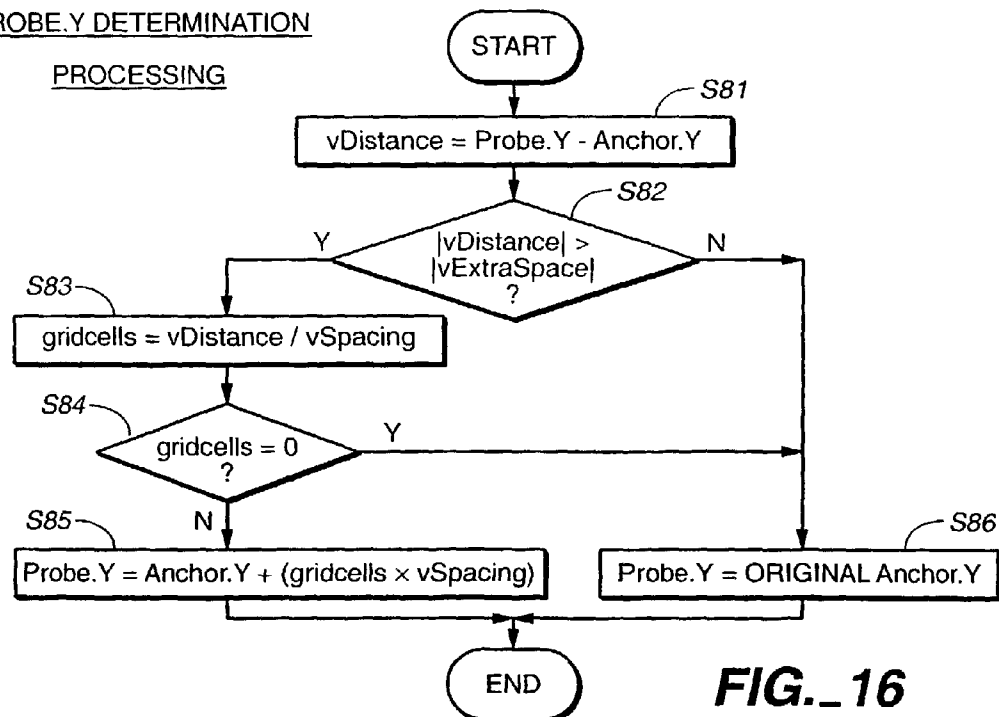 ROBE.Y DETERMINATION
PROCESSING
START
S81
vDistance = Probe.Y - Anchor.Y
S82
|vDistance| >
|vExtraSpace|
?
Y
N
S83
gridcells = vDistance / vSpacing
S84
gridcells = 0
?
Y
N
S85
Probe.Y = Anchor.Y + (gridcells × vSpacing)
S86
Probe.Y = ORIGINAL Anchor.Y
END
FIG._16